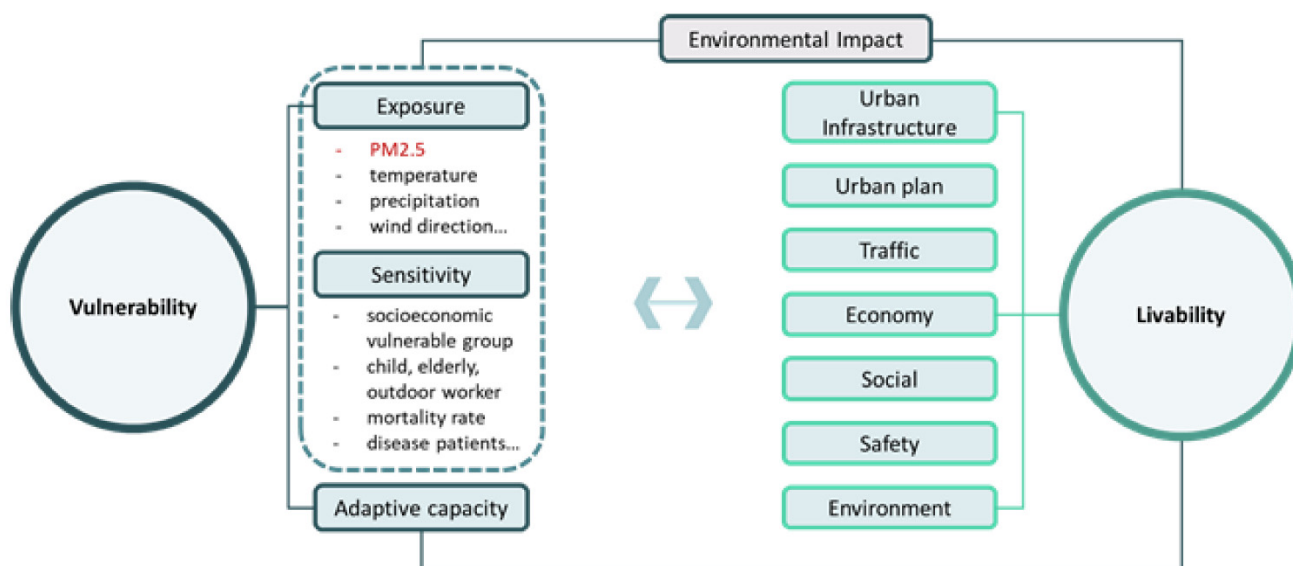 Environmental Impact
Vulnerability
Exposure
- PM2.5
- temperature
- precipitation
- wind direction...
Sensitivity
- socioeconomic
vulnerable group
- child, elderly,
outdoor worker
- mortality rate
- disease patients...
Adaptive capacity
Urban
Infrastructure
Urban plan
Traffic
Economy
Social
Safety
Environment
Livability